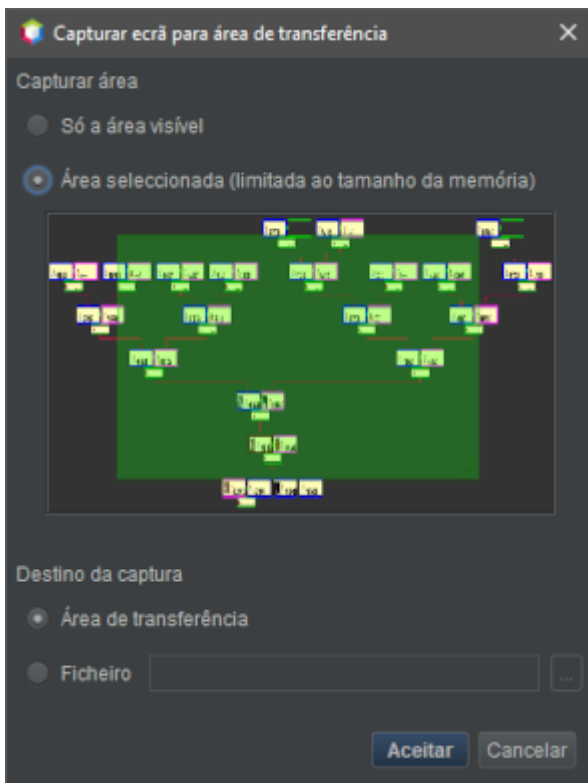 Capturar ecrã para área de transferência
Capturar área
Só a área visível
Área seleccionada (limitada ao tamanho da memória)
Destino da captura
Área de transferência
Ficheiro
...
Aceitar
Cancelar